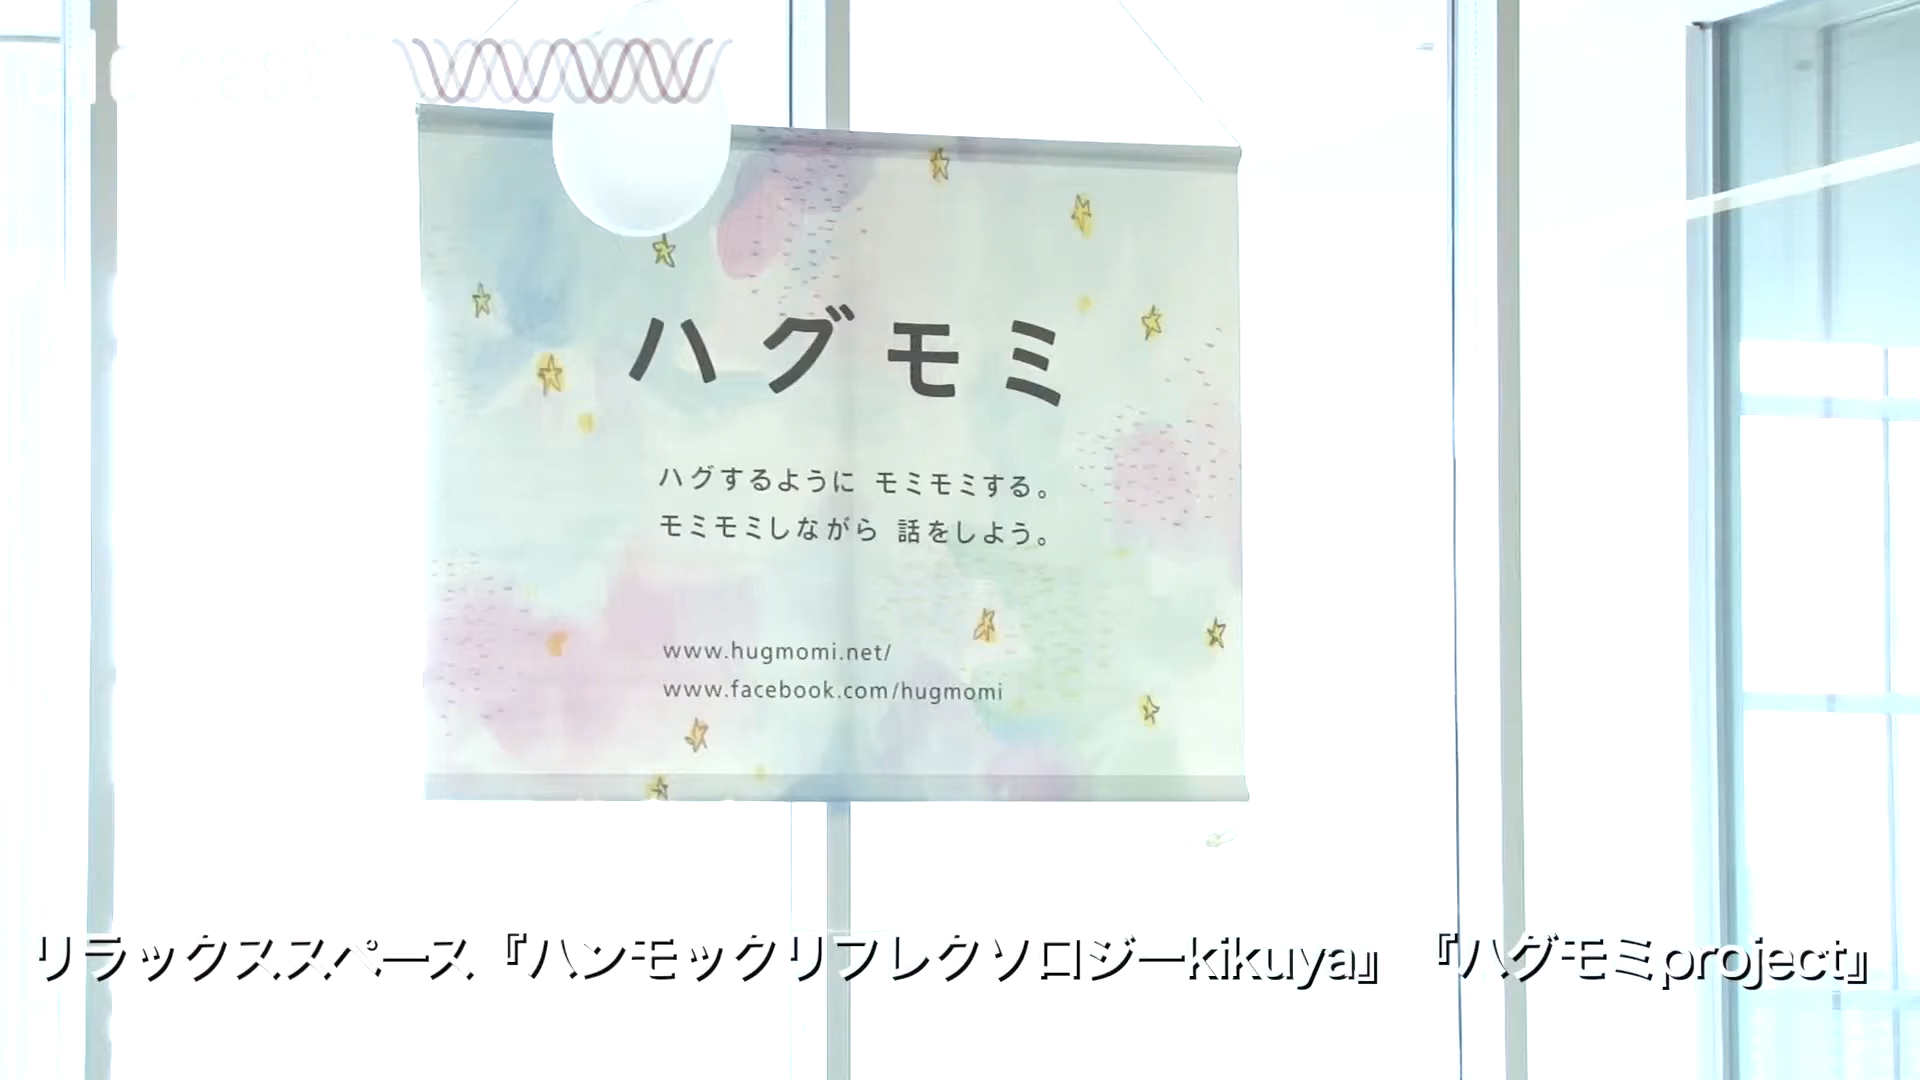 ハグモミ
ハグするように モミモミする。
モミモミしながら 話をしよう。
www.hugmomi.net/
www.facebook.com/hugmomi
リラックススペース『ハンモックリフレクソロジーkikuya』『ハグモミproject』